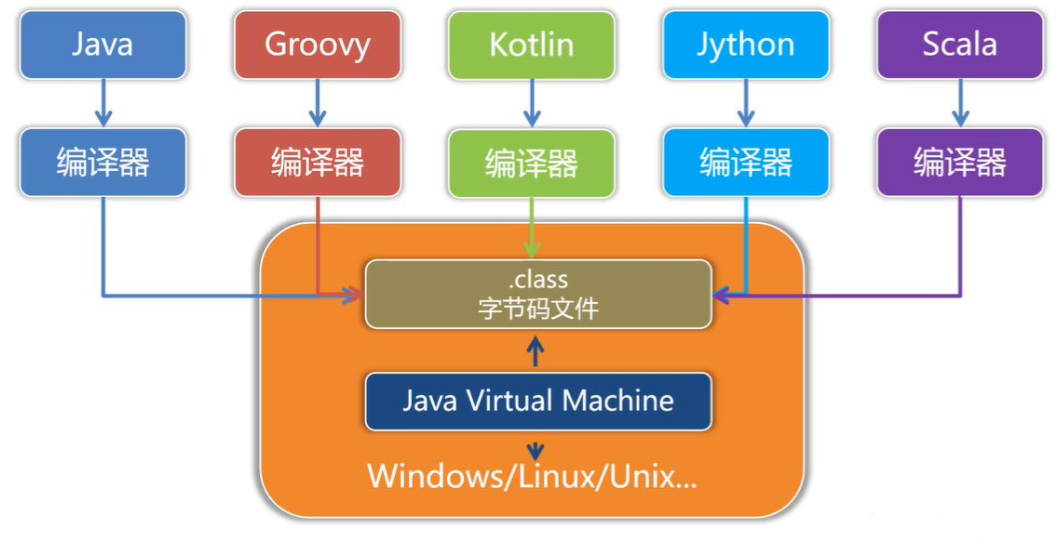 Java
Groovy
Kotlin
Jython
Scala
编译器
编译器
编译器
编译器
编译器
.class
字节码文件
Java Virtual Machine
Windows/Linux/Unix...